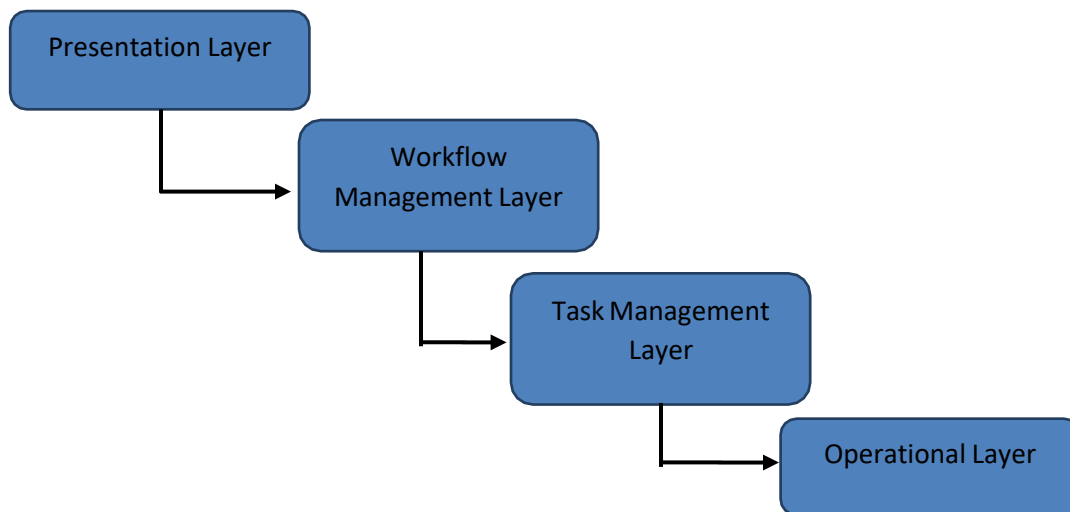 Presentation Layer
Workflow
Management Layer
Task Management
Layer
Operational Layer